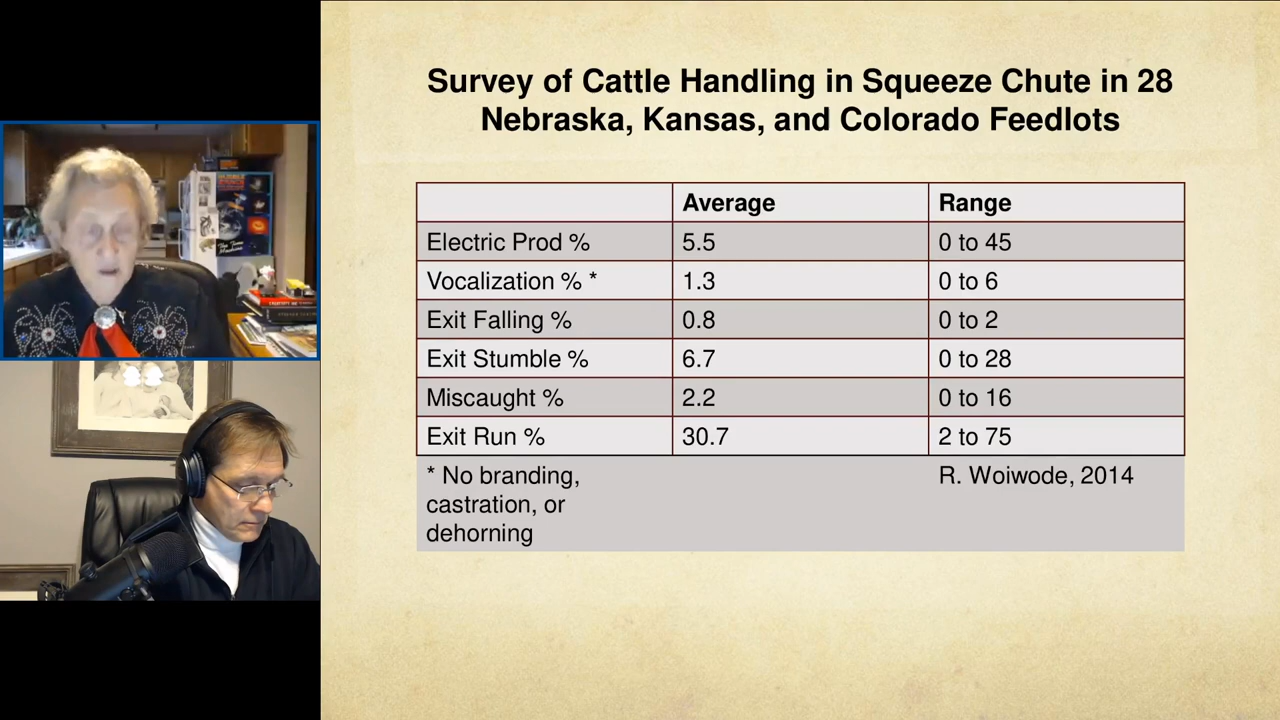 Survey of Cattle Handling in Squeeze Chute in 28
Nebraska, Kansas, and Colorado Feedlots
Average Range
Electric Prod % 5.5 0 to 45
Vocalization % * 1.3 0 to 6
Exit Falling % 0.8 0 to 2
Exit Stumble % 6.7 0 to 28
Miscaught % 2.2 0 to 16
Exit Run % 30.7 2 to 75
* No branding, R. Woiwode, 2014
castration, or
dehorning